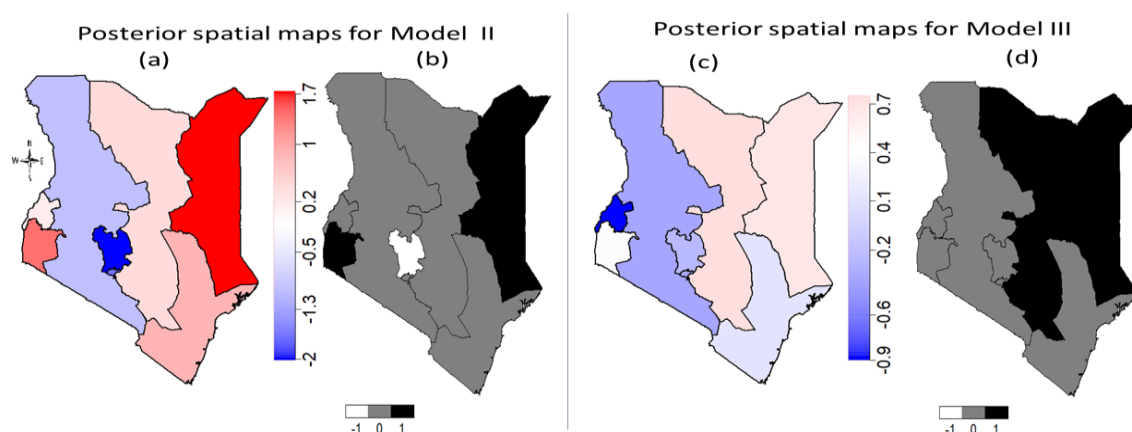 Posterior spatial maps for Model II
(a)
(b)
N
W E
S
1.7
1
0.2
-0.5
-1.3
-2
-1 0 1
Posterior spatial maps for Model III
(c)
(d)
0.7
0.4
0.1
-0.2
-0.6
-0.9
-1 0 1